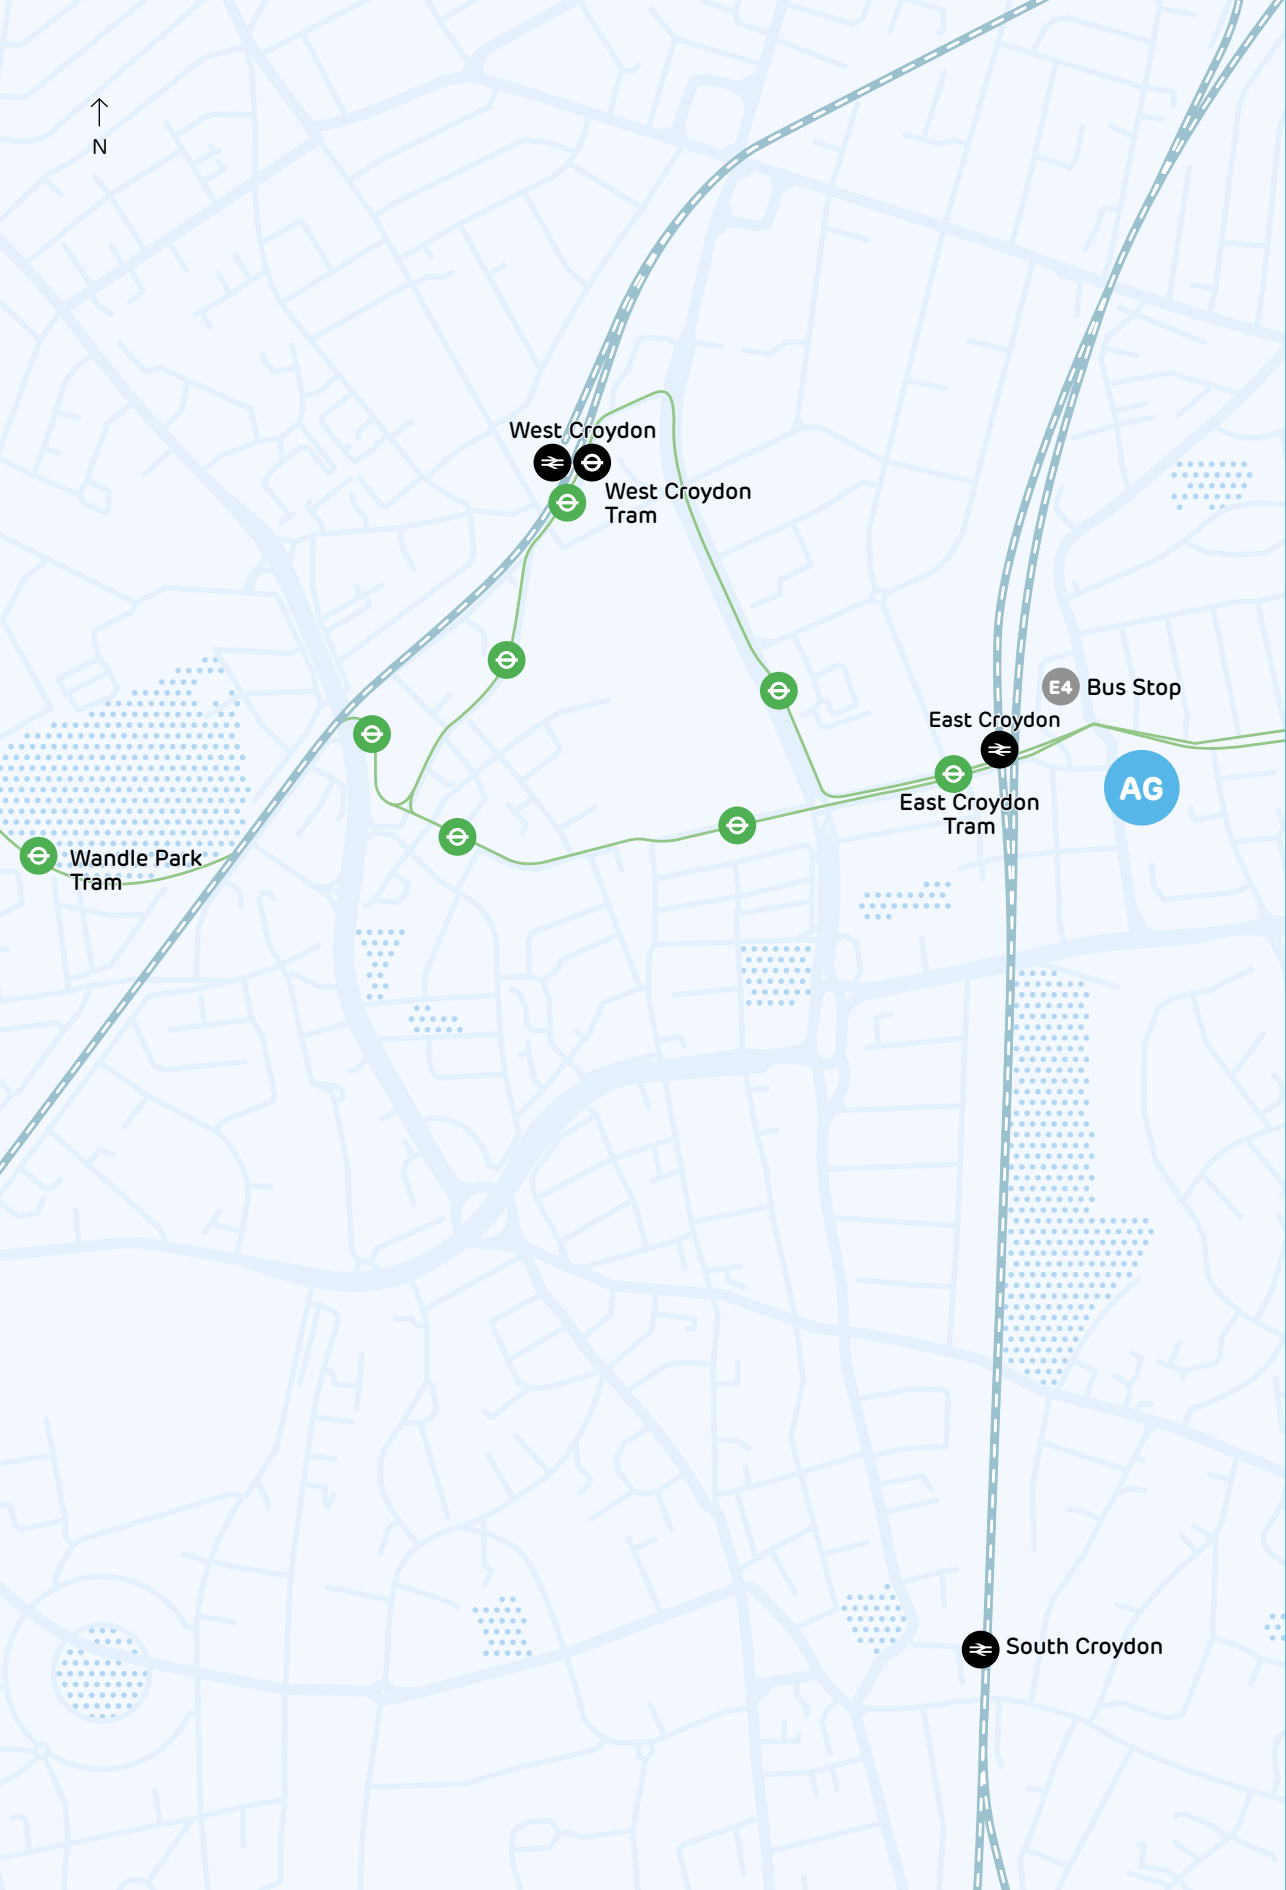 N
West Croydon
West Croydon
Tram
E4
Bus Stop
East Croydon
AG
East Croydon
Tram
Wandle Park
Tram
South Croydon